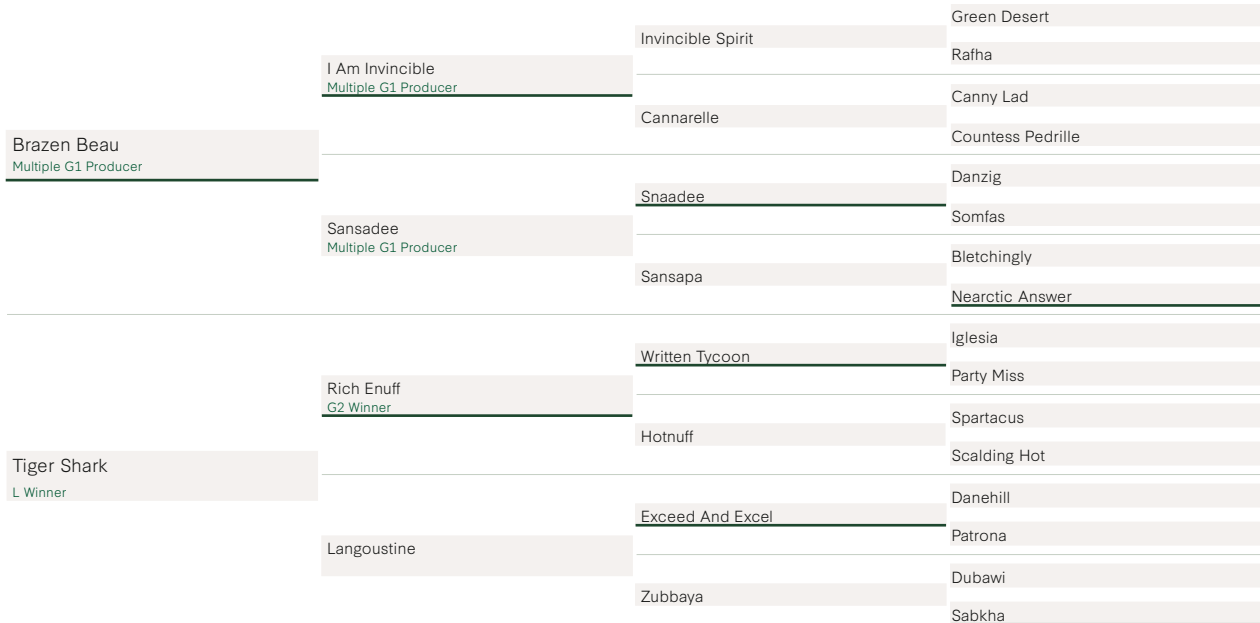 Green Desert
Invincible Spirit
Rafha
I Am Invincible
Multiple G1 Producer
Canny Lad
Cannarelle
Countess Pedrille
Brazen Beau
Multiple G1 Producer
Danzig
Snaadee
Somfas
Sansadee
Multiple G1 Producer
Bletchingly
Sansapa
Nearctic Answer
Iglesia
Written Tycoon
Party Miss
Rich Enuff
G2 Winner
Spartacus
Hotnuff
Scalding Hot
Tiger Shark
L Winner
Danehill
Exceed And Excel
Patrona
Langoustine
Dubawi
Zubbaya
Sabkha